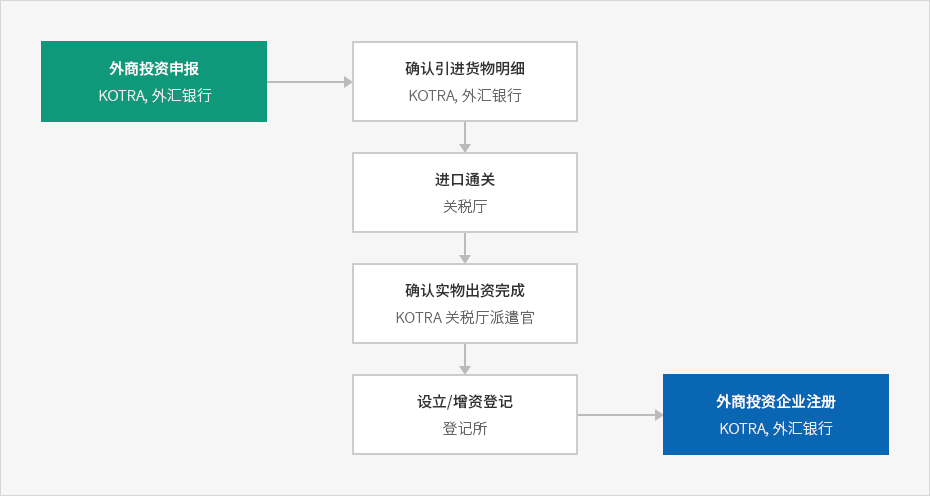 外商投资申报
KOTRA, 外汇银行
确认引进货物明细
KOTRA, 外汇银行
进口通关
关税厅
确认实物出资完成
KOTRA 关税厅派遣官
设立/增资登记
登记所
外商投资企业注册
KOTRA, 外汇银行